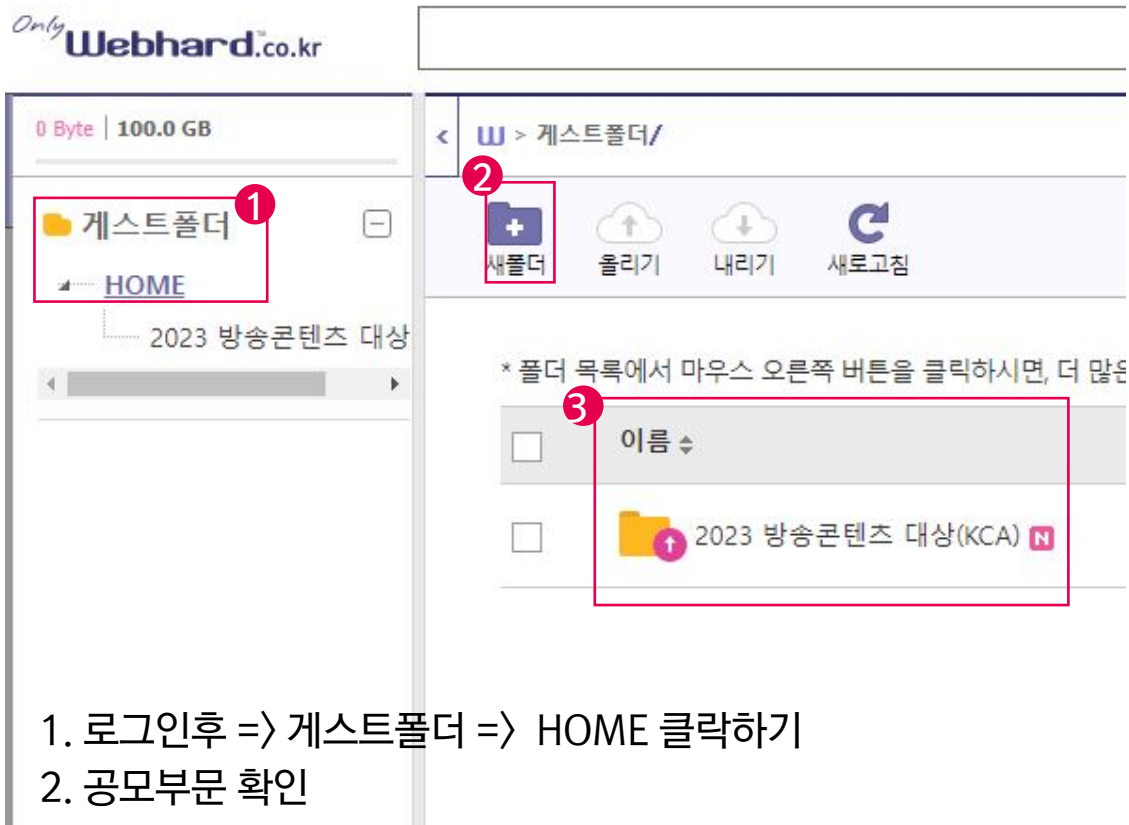 Only Webhard.co.kr
0 Byte | 100.0 GB
< W > 게스트폴더/
1
게스트폴더
HOME
2023 방송콘텐츠 대상
2
새폴더 올리기 내리기 새로고침
* 폴더 목록에서 마우스 오른쪽 버튼을 클릭하시면, 더 많은
3
이름
2023 방송콘텐츠 대상(KCA) N
1. 로그인후 => 게스트폴더 => HOME 클락하기
2. 공모부문 확인